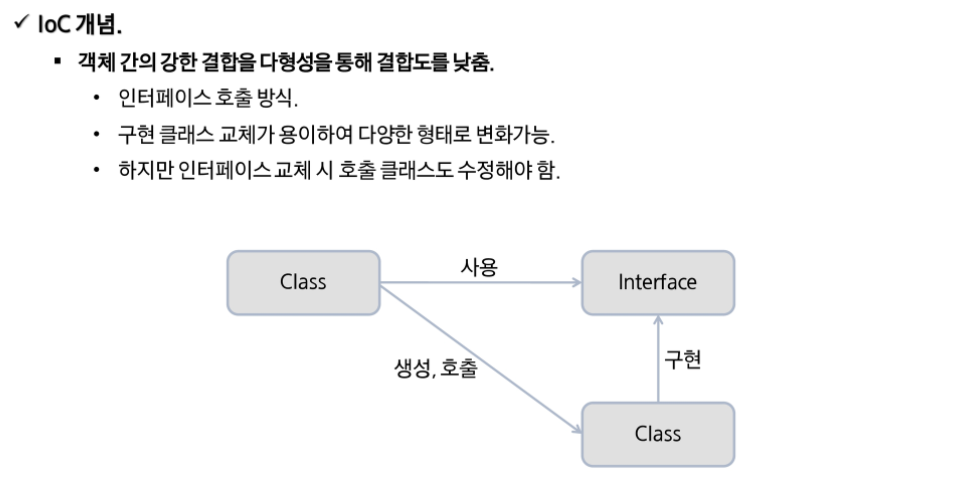 ✓ IoC 개념.
▪ 객체 간의 강한 결합을 다형성을 통해 결합도를 낮춤.
• 인터페이스 호출 방식.
• 구현 클래스 교체가 용이하여 다양한 형태로 변화가능.
• 하지만 인터페이스 교체 시 호출 클래스도 수정해야 함.
Class
사용
Interface
생성, 호출
구현
Class